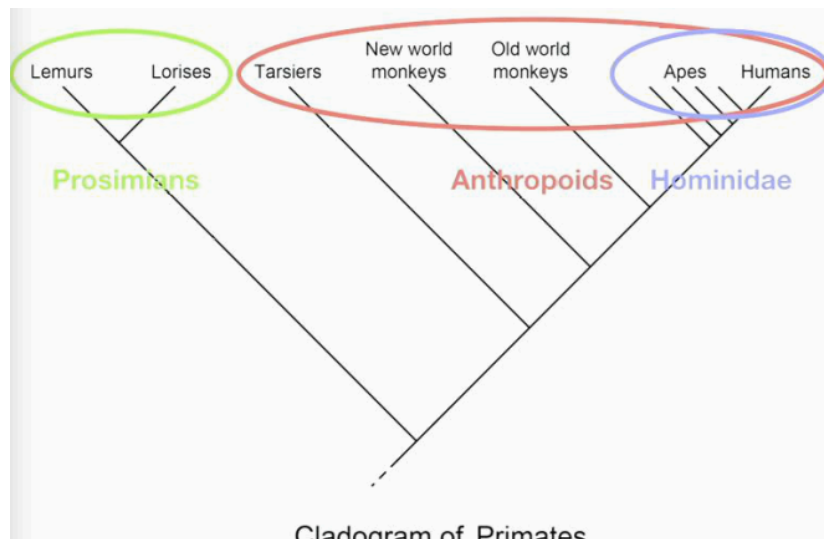 Lemurs
Lorises
Tarsiers
New world
monkeys
Old world
monkeys
Apes
Humans
Prosimians
Anthropoids
Hominidae
Cladogram of Primates